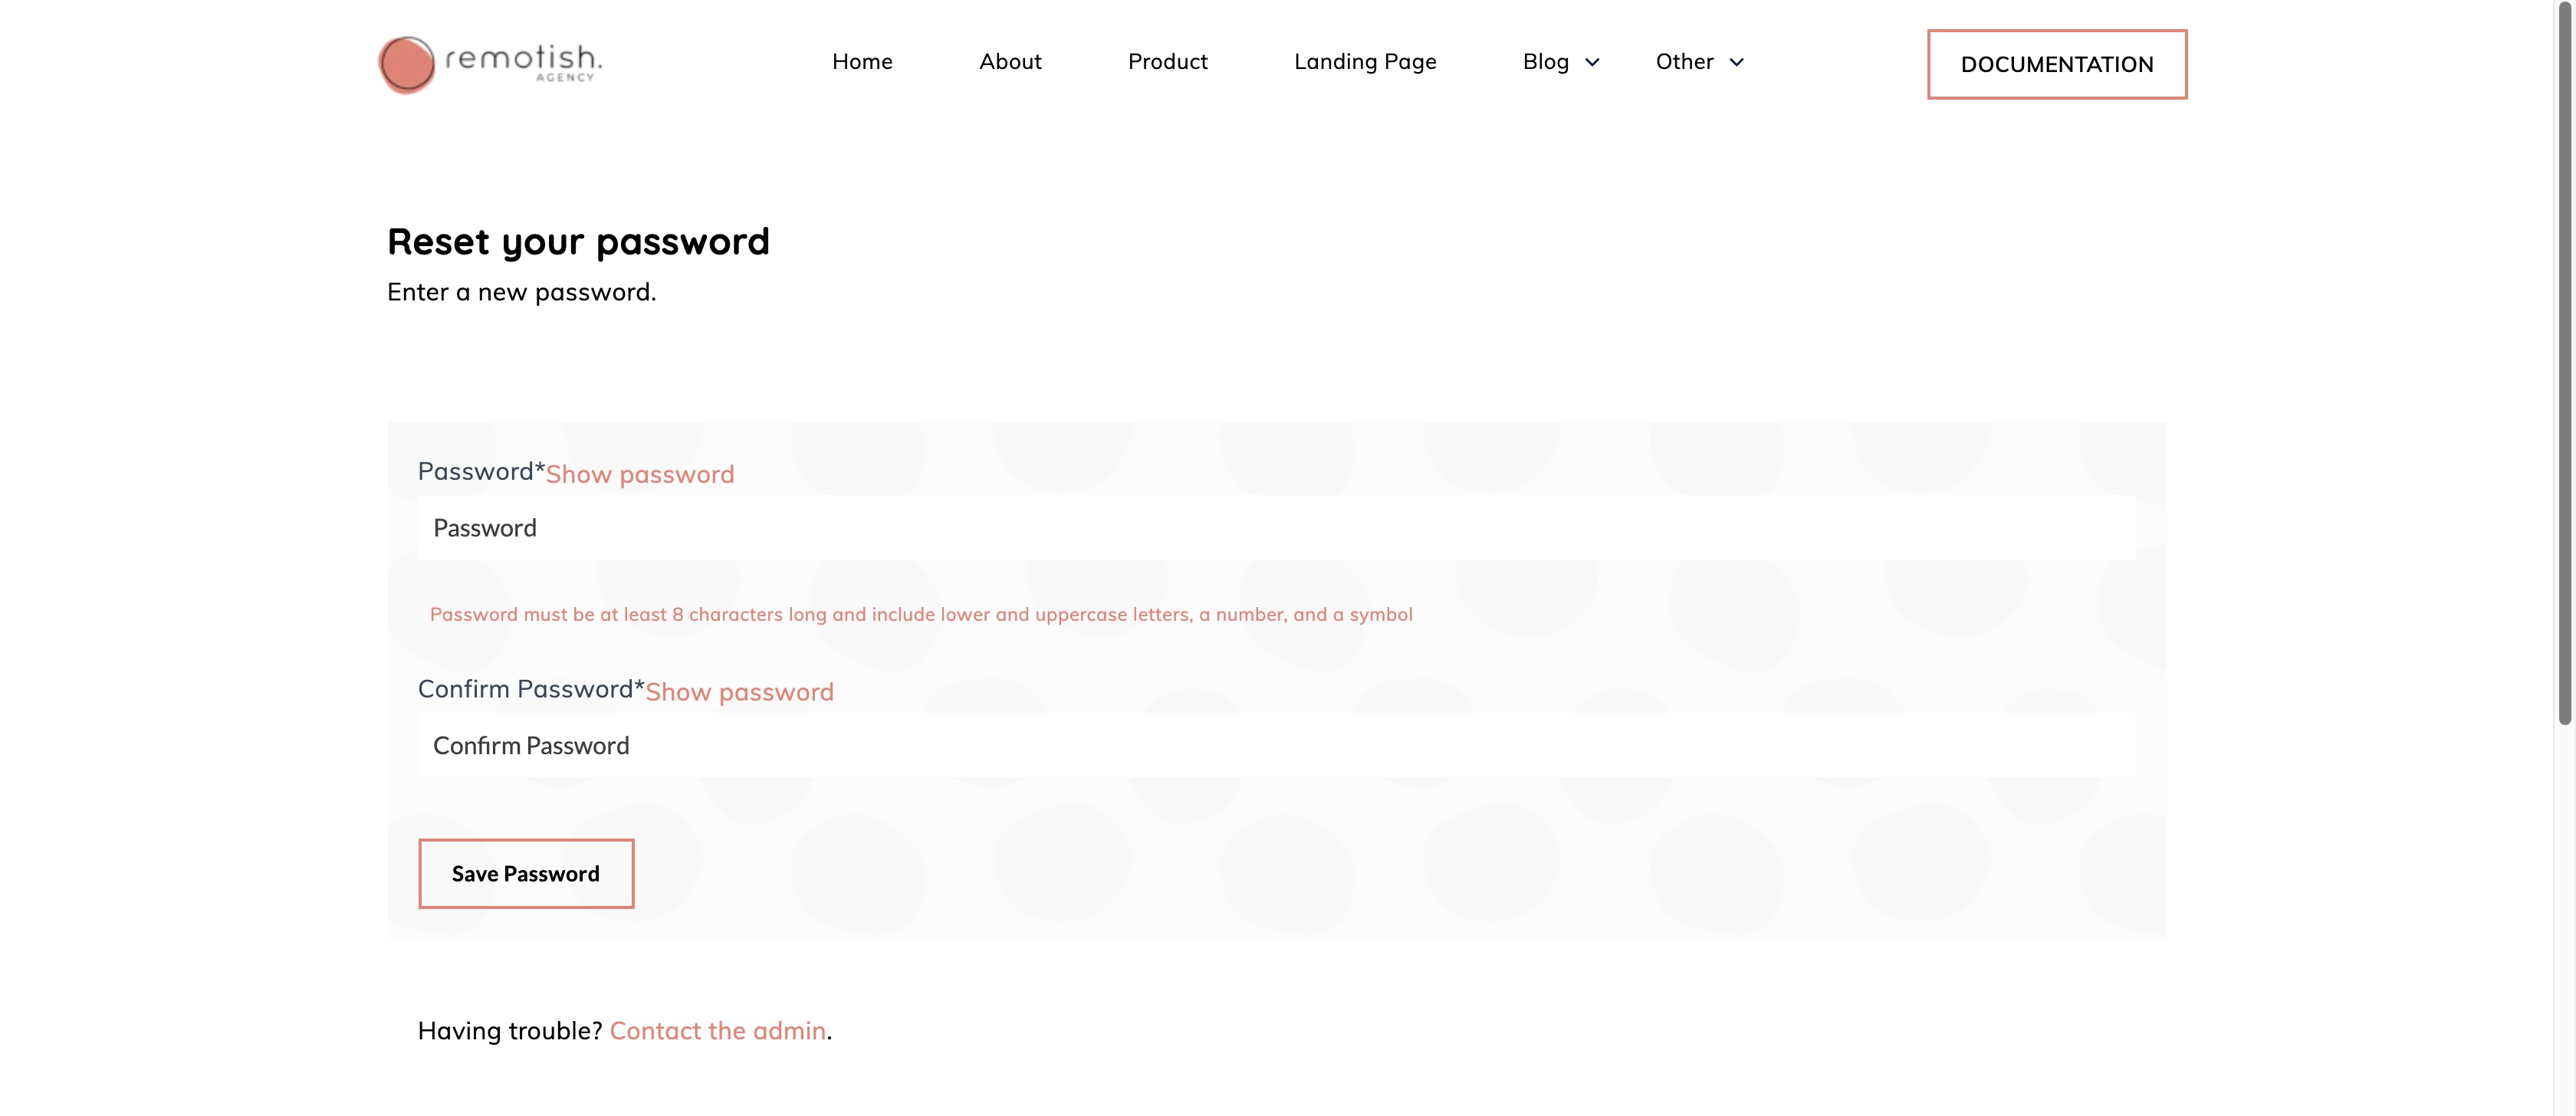 remotish.
AGENCY
Home About Product Landing Page Blog Other
DOCUMENTATION
Reset your password
Enter a new password.
Password*Show password
Password
Password must be at least 8 characters long and include lower and uppercase letters, a number, and a symbol
Confirm Password*Show password
Confirm Password
Save Password
Having trouble? Contact the admin.